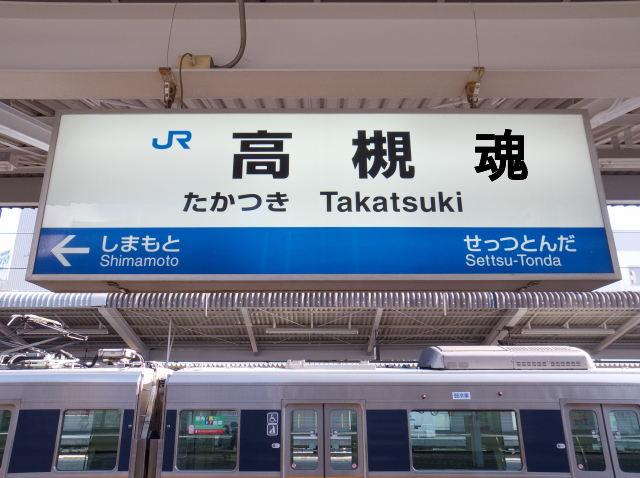 JR 高槻 魂
たかつき Takatsuki
← しまもと せっつとんだ
Shimamoto Settsu-Tonda